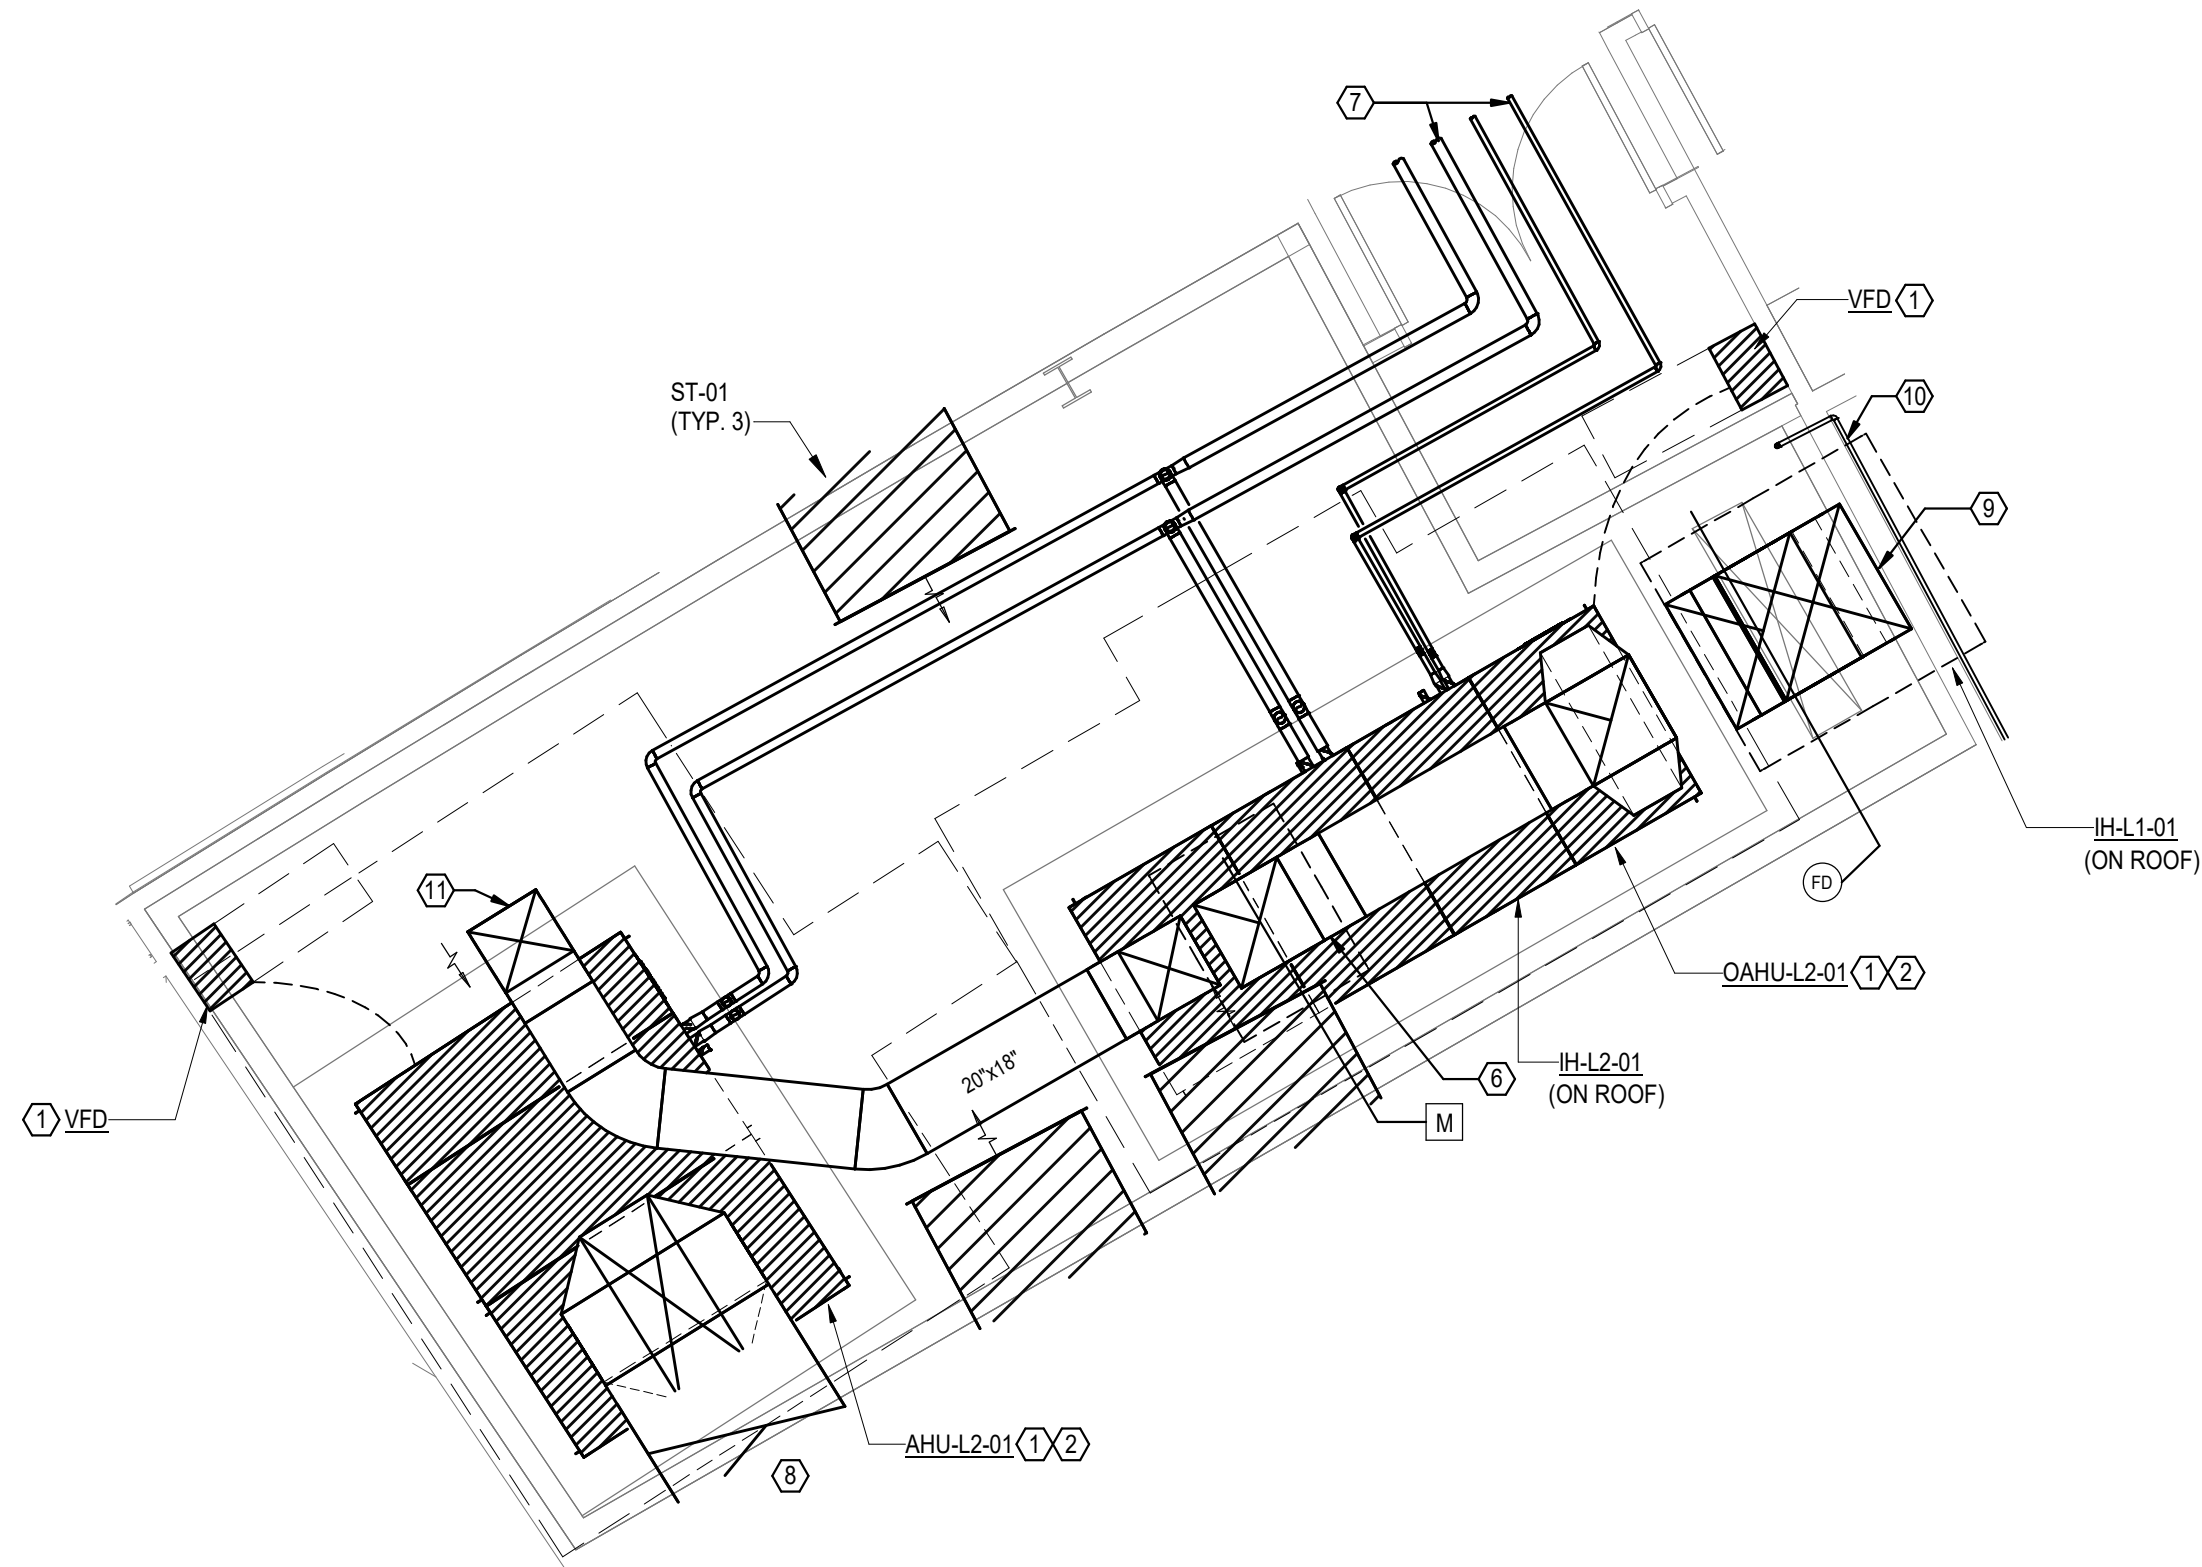 7
VFD 1
10
ST-01
(TYP. 3)
9
IH-L1-01
(ON ROOF)
FD
11
OAHU-L2-01 1 2
20"x18"
IH-L2-01
(ON ROOF)
6
M
1 VFD
AHU-L2-01 1 2
8